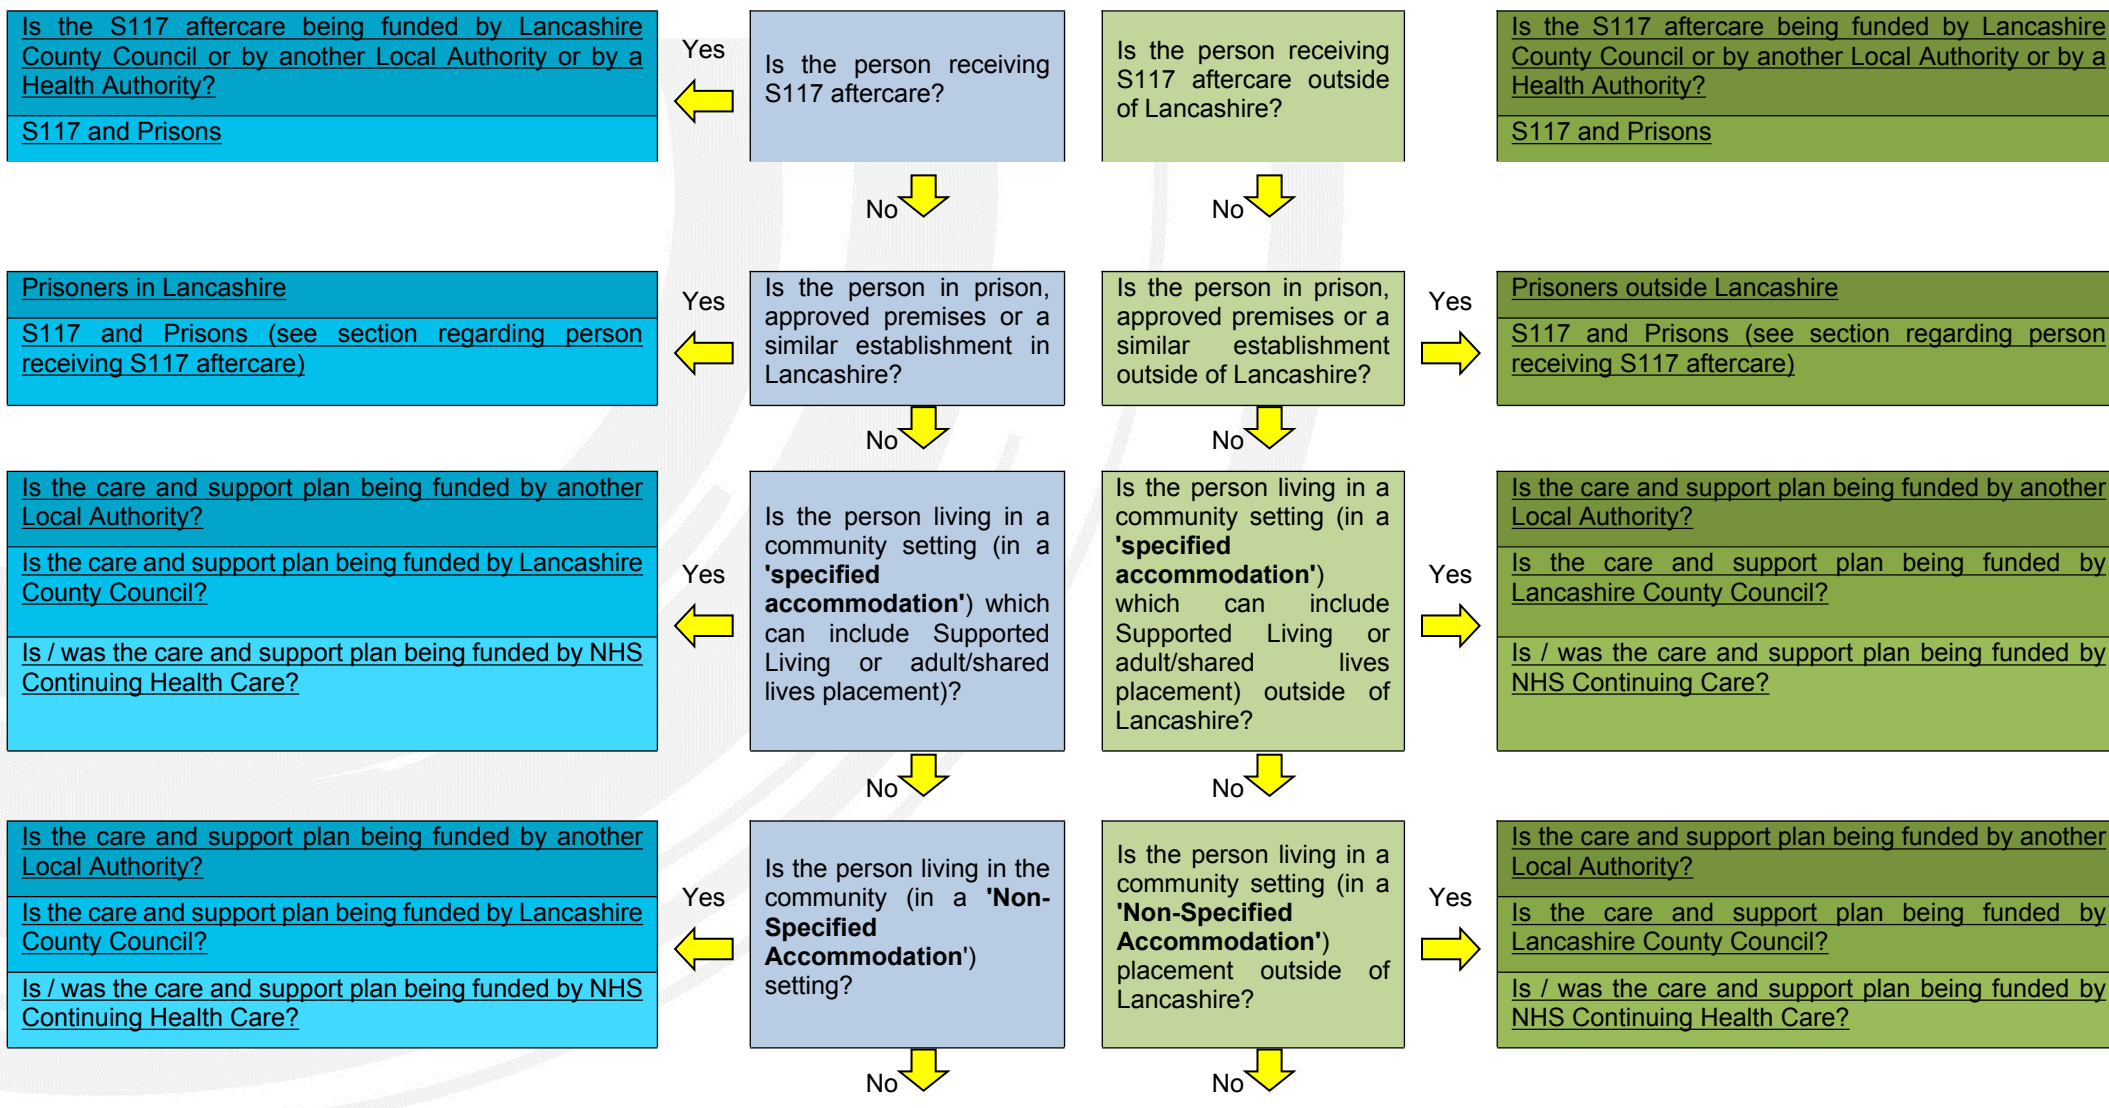 Is the S117 aftercare being funded by Lancashire
County Council or by another Local Authority or by a
Health Authority?
S117 and Prisons
Yes
Is the person receiving
S117 aftercare?
Is the person receiving
S117 aftercare outside
of Lancashire?
Is the S117 aftercare being funded by Lancashire
County Council or by another Local Authority or by a
Health Authority?
S117 and Prisons
No
No
Prisoners in Lancashire
S117 and Prisons (see section regarding person
receiving S117 aftercare)
Yes
Is the person in prison,
approved premises or a
similar establishment in
Lancashire?
Is the person in prison,
approved premises or a
similar establishment
outside of Lancashire?
Yes
Prisoners outside Lancashire
S117 and Prisons (see section regarding person
receiving S117 aftercare)
No
No
Is the care and support plan being funded by another
Local Authority?
Is the care and support plan being funded by Lancashire
County Council?
Is / was the care and support plan being funded by NHS
Continuing Health Care?
Yes
Is the person living in a
community setting (in a
'specified
accommodation') which
can include Supported
Living or adult/shared
lives placement)?
Is the person living in a
community setting (in a
'specified
accommodation')
which can include
Supported Living or
adult/shared lives
placement) outside of
Lancashire?
Yes
Is the care and support plan being funded by another
Local Authority?
Is the care and support plan being funded by
Lancashire County Council?
Is / was the care and support plan being funded by
NHS Continuing Care?
No
No
Is the care and support plan being funded by another
Local Authority?
Is the care and support plan being funded by Lancashire
County Council?
Is / was the care and support plan being funded by NHS
Continuing Health Care?
Yes
Is the person living in the
community (in a 'Non-
Specified
Accommodation')
setting?
Is the person living in a
community setting (in a
'Non-Specified
Accommodation')
placement outside of
Lancashire?
Yes
Is the care and support plan being funded by another
Local Authority?
Is the care and support plan being funded by
Lancashire County Council?
Is / was the care and support plan being funded by
NHS Continuing Health Care?
No
No